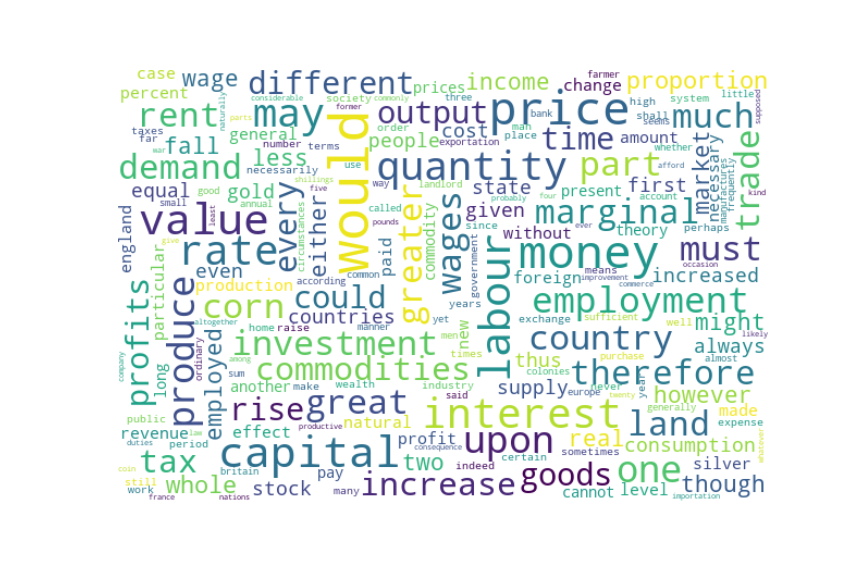 case
wage
different
may
output
prices
income
price
farmer
change
proportion
percent
rent
considerable
society
commonly
former
three
bank
high
system
little
shall
much
supposed
taxes
far
fall
general
number
order
people
cost
man
place
exportation
time
seems
amount
whether
market
necessary
manufactures
frequently
trade
demand
less
necessarily
terms
would
use
quantity
part
afford
kind
equal
gold
good
shillings
five
way
landlord
state
first
present
four
account
small
least
annual
circumstances
every
either
called
pounds
greater
commodity
wages
given
probably
marginal
since
theory
ever
perhaps
england
value
rate
particular
even
paid
common
according
without
government
labour
money
must
occasion
produce
production
corn
could
years
foreign
means
commerce
increased
profits
long
altogether
home
raise
countries
manner
yet
new
exchange
employment
sufficient
might
company
ordinary
employed
investment
men
thus
country
well
likely
always
among
sum
another
make
wealth
commodities
times
industry
supply
colonies
europe
purchase
never
year
almost
therefore
however
public
rise
great
said
interest
twenty
generally
made
expense
duties
revenue
period
law
productive
effect
natural
profit
consequence
upon
indeed
certain
real
sometimes
improvement
land
consumption
whatever
coin
tax
still
britain
capital
two
goods
one
silver
work
whole
france
nations
stock
pay
many
increase
cannot
level
importation
though
naturally
parts
war
give